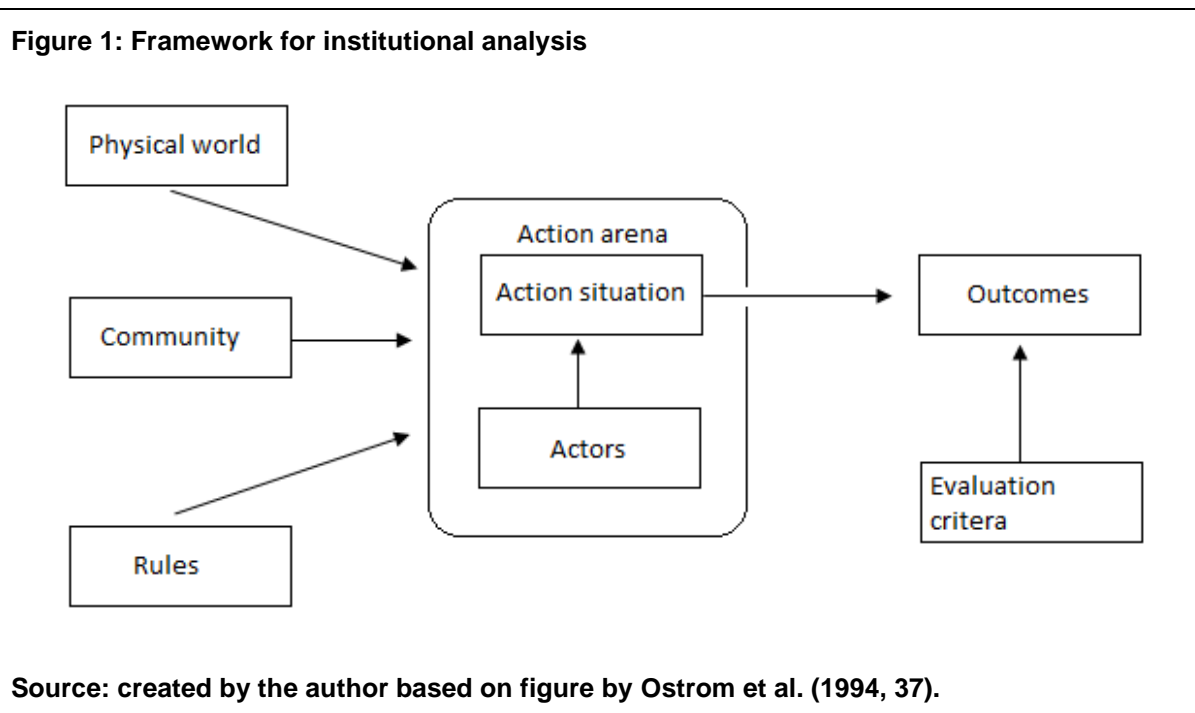 Figure 1: Framework for institutional analysis
Physical world
Action arena
Action situation
Outcomes
Community
Actors
Evaluation
critera
Rules
Source: created by the author based on figure by Ostrom et al. (1994, 37).